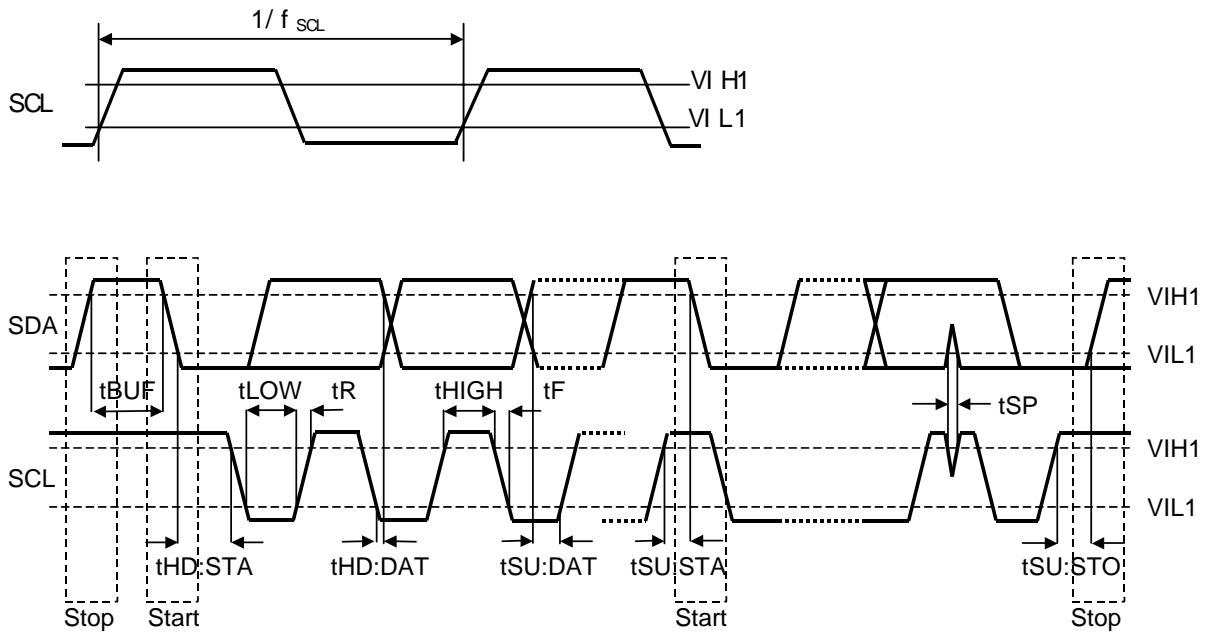 1/ f SCL
VI H1
SCL
VI L1
VIH1
SDA
VIL1
tBUF tLOW tR tHIGH tF tSP
VIH1
SCL
VIL1
tHD:STA tHD:DAT tSU:DAT tSU:STA tSU:STO
Stop Start Start Stop